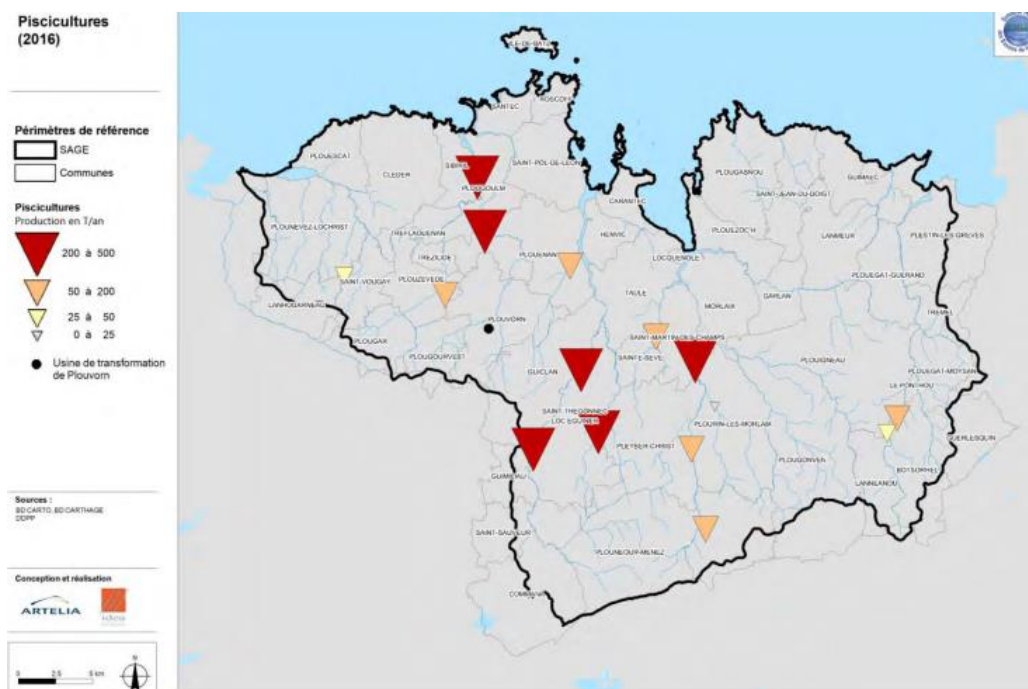 Piscicultures
(2016)
Périmètres de référence
SAGE
Communes
Piscicultures
Production en T/an
200 à 500
50 à 200
25 à 50
0 à 25
Usine de transformation
de Plouvorn
Sources :
BD CARTO, BD CARTHAGE
DDPP
Conception et réalisation
ARTELIA
0 2.5 5 km
N
ILE-DE-BATZ
ROSCOFF
SANTEC
PLOUESCAT
CLEDER
SIBIRIL
SAINT-POL-DE-LEON
PLOUGOULM
CARANTEC
PLOUGASNOU
SAINT-JEAN-DU-DOIGT
GUIMAEC
PLOUNEVEZ-LOCHRIST
TREFLAOUENAN
HENVIC
PLOUEZOC'H
LANMEUR
PLESTIN-LES-GREVES
TREZILIDE
PLOUENAN
LOCQUENOLE
SAINT-VOUGAY
PLOUZEVEDE
PLOUEGAT-GUERAND
LANHOUARNEAU
TAULE
MORLAIX
GARLAN
TREMEL
PLOUVORN
PLOUGAR
SAINT-MARTIN-DES-CHAMPS
PLOUGOURVEST
SAINTE-SEVE
PLOUIGNEAU
GUICLAN
PLOUEGAT-MOYSAN
LE PONTHOU
SAINT-THEGONNEC
LOC EGUINER
PLOURIN-LES-MORLAIX
GUERLESQUIN
PLEYBER-CHRIST
PLOUGONVEN
BOTSORHEL
GUIMILIAU
LANNEANOU
SAINT-SAUVEUR
PLOUNEOUR-MENEZ
COMMANA